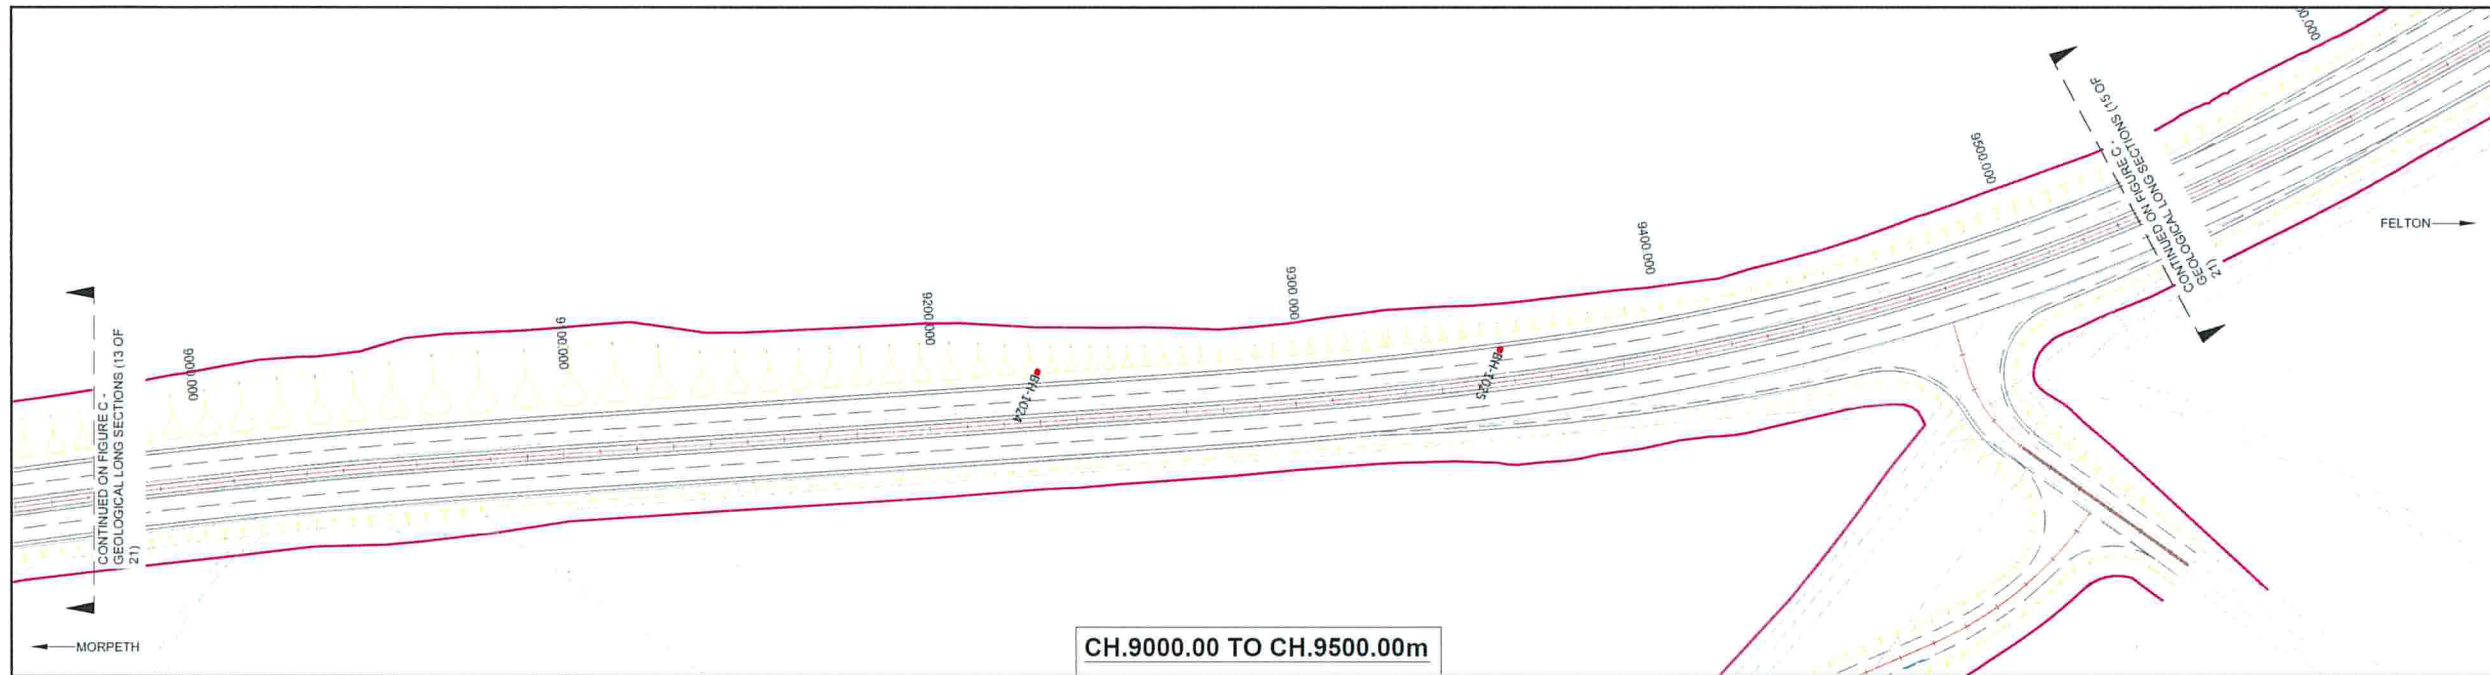 CONTINUED ON FIGURE C -
GEOLOGICAL LONG SECTIONS (13 OF
21)
MORPETH
9000.000
9100.000
9200.000
BH-1024
9300.000
BH-1025
9400.000
9500.000
CONTINUED ON FIGURE C -
GEOLOGICAL LONG SECTIONS (15 OF
21)
FELTON
CH.9000.00 TO CH.9500.00m